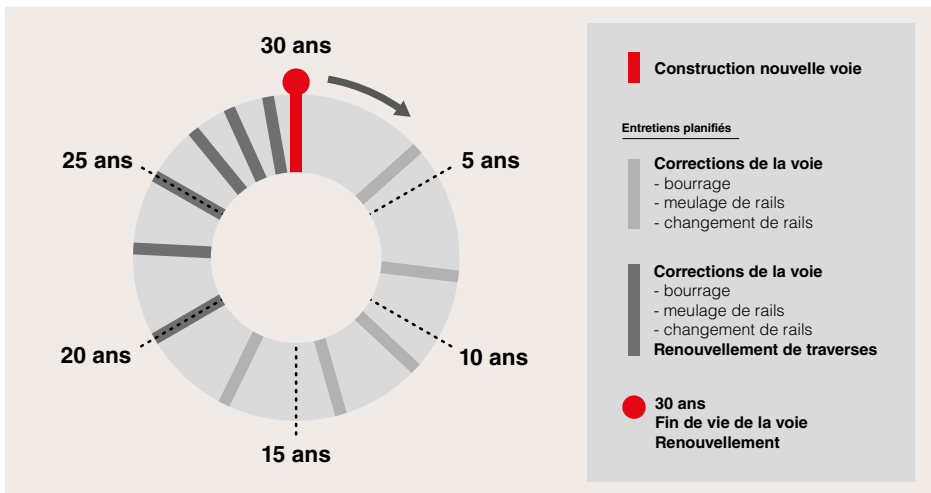 30 ans
5 ans
10 ans
15 ans
20 ans
25 ans
Construction nouvelle voie
Entretiens planifiés
Corrections de la voie
- bourrage
- meulage de rails
- changement de rails
Corrections de la voie
- bourrage
- meulage de rails
- changement de rails
Renouvellement de traverses
30 ans
Fin de vie de la voie
Renouvellement